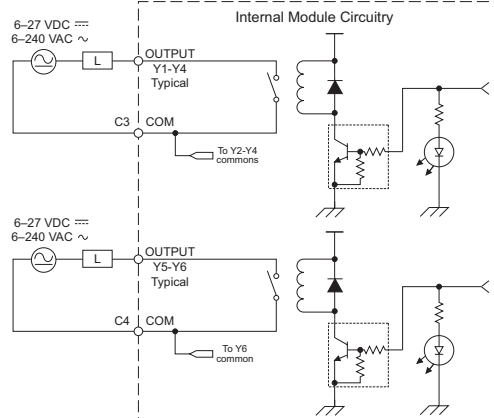 Internal Module Circuitry
6–27 VDC ⎓
6–240 VAC ∿
L
OUTPUT
Y1-Y4
Typical
C3
COM
To Y2-Y4
commons
6–27 VDC ⎓
6–240 VAC ∿
L
OUTPUT
Y5-Y6
Typical
C4
COM
To Y6
common